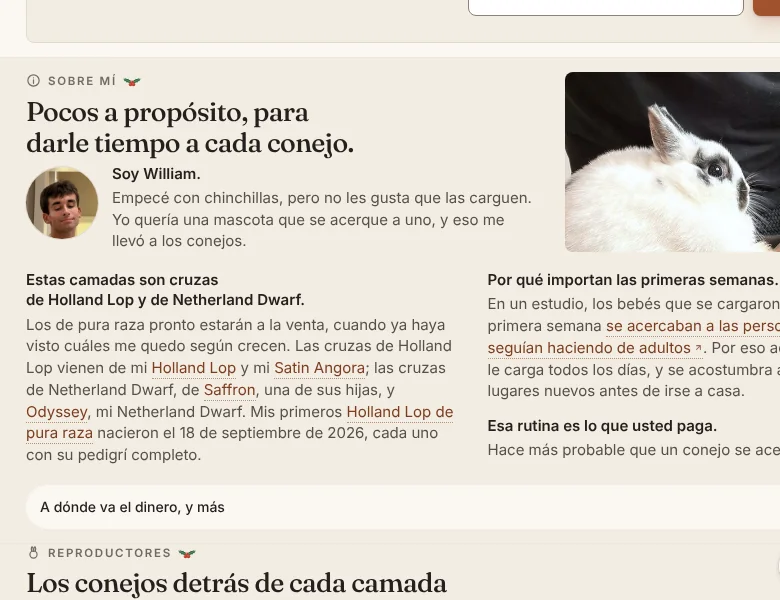 SOBRE MÍ
Pocos a propósito, para
darle tiempo a cada conejo.
Soy William.
Empecé con chinchillas, pero no les gusta que las carguen.
Yo quería una mascota que se acerque a uno, y eso me
llevó a los conejos.
Estas camadas son cruzas
de Holland Lop y de Netherland Dwarf.
Los de pura raza pronto estarán a la venta, cuando ya haya
visto cuáles me quedo según crecen. Las cruzas de Holland
Lop vienen de mi Holland Lop y mi Satin Angora; las cruzas
de Netherland Dwarf, de Saffron, una de sus hijas, y
Odyssey, mi Netherland Dwarf. Mis primeros Holland Lop de
pura raza nacieron el 18 de septiembre de 2026, cada uno
con su pedigrí completo.
Por qué importan las primeras semanas.
En un estudio, los bebés que se cargaron
primera semana se acercaban a las perso
seguían haciendo de adultos ↗. Por eso a
le carga todos los días, y se acostumbra a
lugares nuevos antes de irse a casa.
Esa rutina es lo que usted paga.
Hace más probable que un conejo se ace
A dónde va el dinero, y más
REPRODUCTORES
Los conejos detrás de cada camada